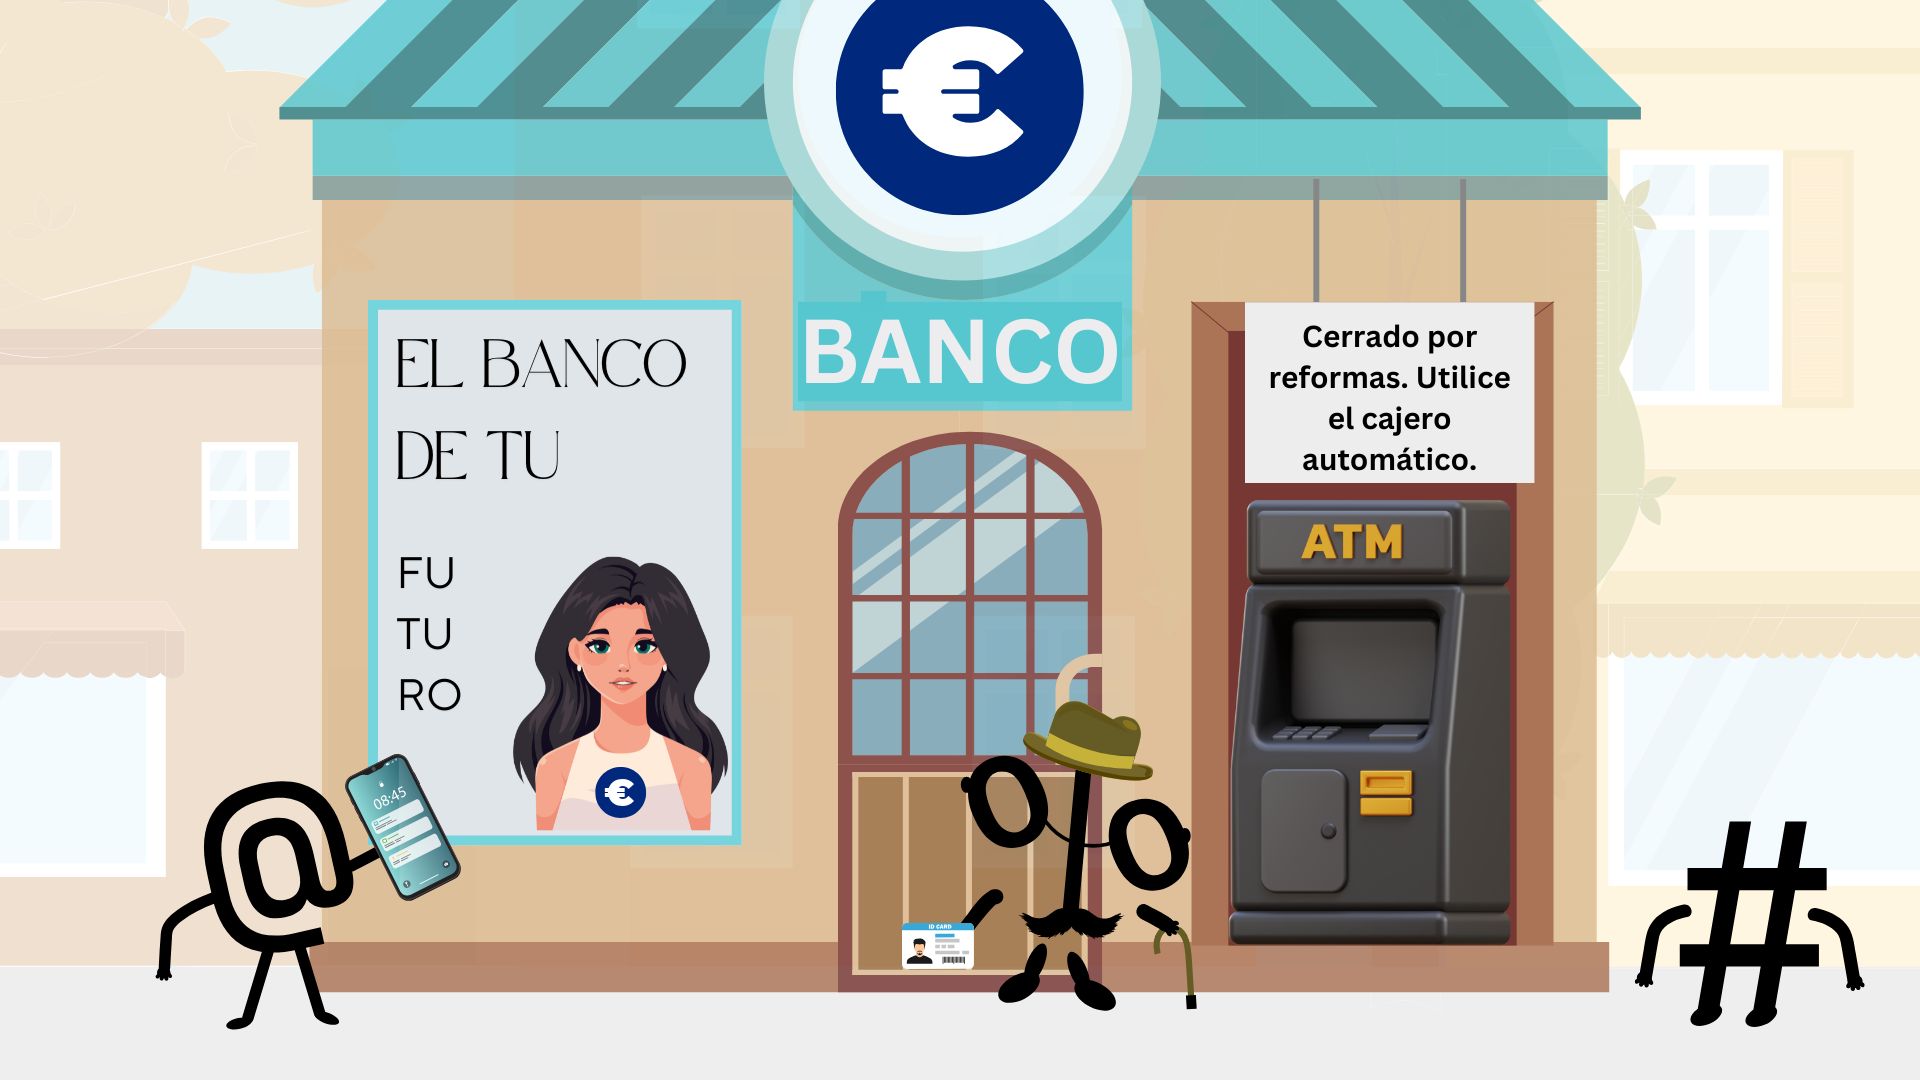 EL BANCO
DE TU
FU
TU
RO
BANCO
Cerrado por
reformas. Utilice
el cajero
automático.
ATM
08:45
ID CARD
@
%
#